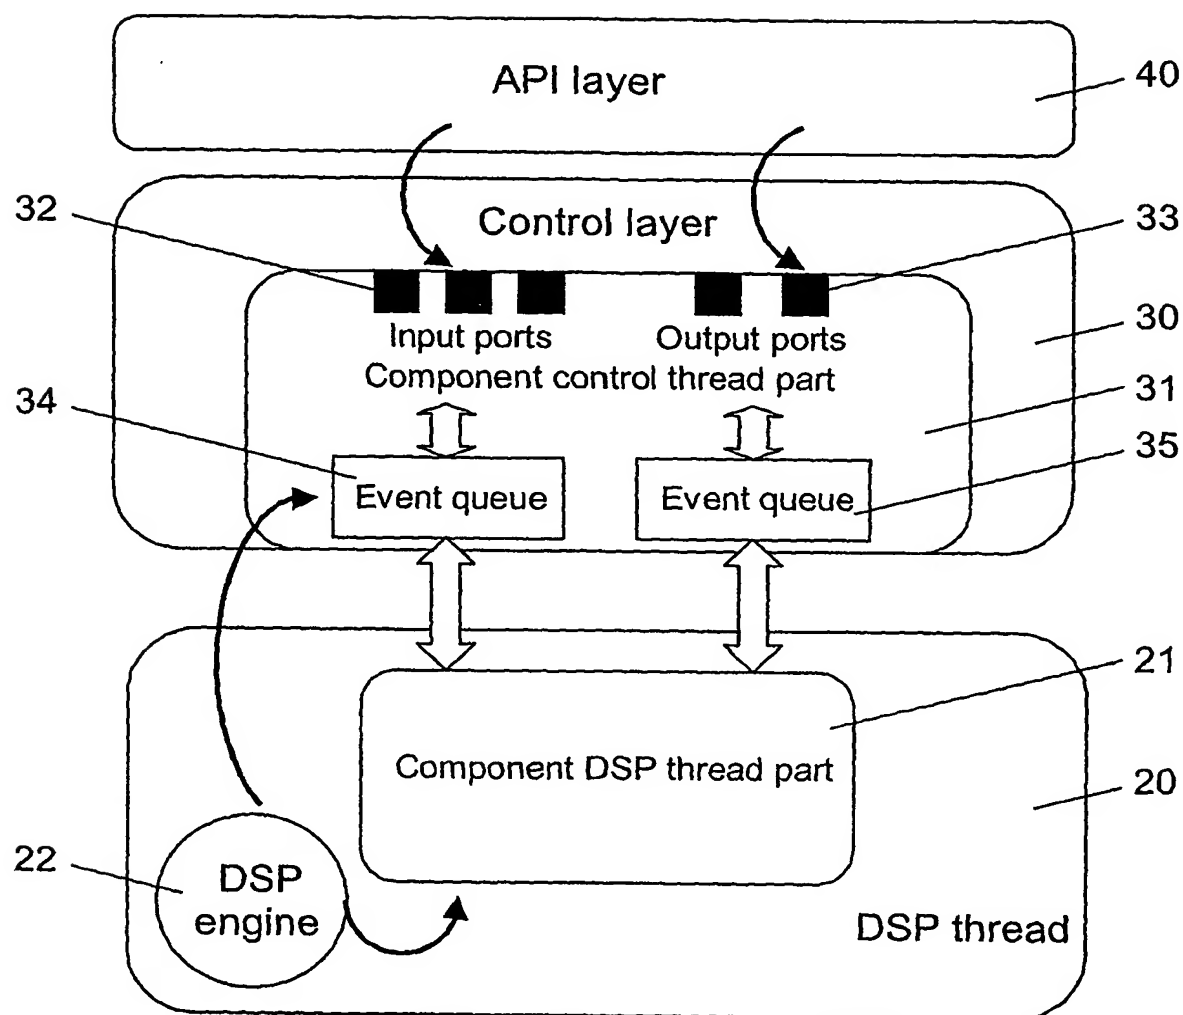 API layer
40
32
Control layer
33
Input ports
Output ports
30
Component control thread part
34
31
35
Event queue
Event queue
21
Component DSP thread part
20
22
DSP
engine
DSP thread